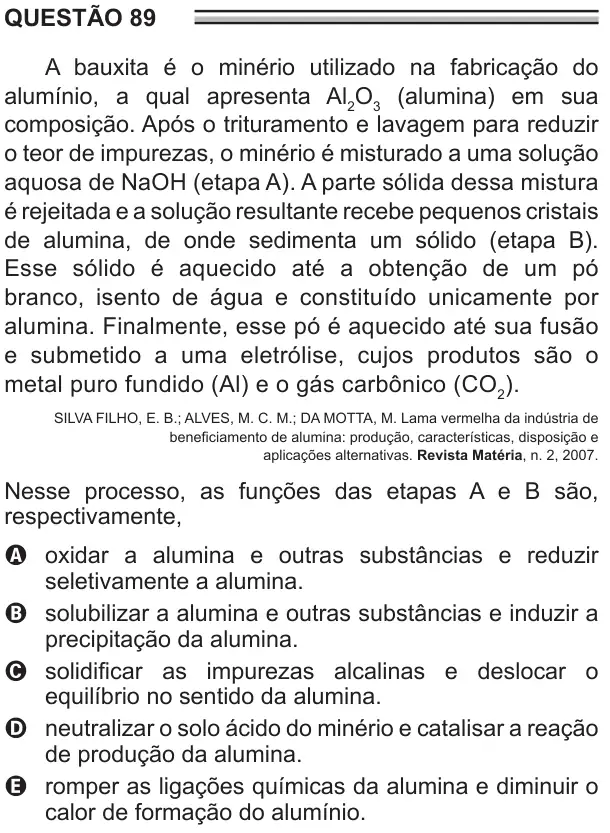 QUESTÃO 89
A bauxita é o minério utilizado na fabricação do
alumínio, a qual apresenta Al₂O₃ (alumina) em sua
composição. Após o trituramento e lavagem para reduzir
o teor de impurezas, o minério é misturado a uma solução
aquosa de NaOH (etapa A). A parte sólida dessa mistura
é rejeitada e a solução resultante recebe pequenos cristais
de alumina, de onde sedimenta um sólido (etapa B).
Esse sólido é aquecido até a obtenção de um pó
branco, isento de água e constituído unicamente por
alumina. Finalmente, esse pó é aquecido até sua fusão
e submetido a uma eletrólise, cujos produtos são o
metal puro fundido (Al) e o gás carbônico (CO₂).
SILVA FILHO, E. B.; ALVES, M. C. M.; DA MOTTA, M. Lama vermelha da indústria de
beneficiamento de alumina: produção, características, disposição e
aplicações alternativas. Revista Matéria, n. 2, 2007.
Nesse processo, as funções das etapas A e B são,
respectivamente,
A oxidar a alumina e outras substâncias e reduzir
seletivamente a alumina.
B solubilizar a alumina e outras substâncias e induzir a
precipitação da alumina.
C solidificar as impurezas alcalinas e deslocar o
equilíbrio no sentido da alumina.
D neutralizar o solo ácido do minério e catalisar a reação
de produção da alumina.
E romper as ligações químicas da alumina e diminuir o
calor de formação do alumínio.